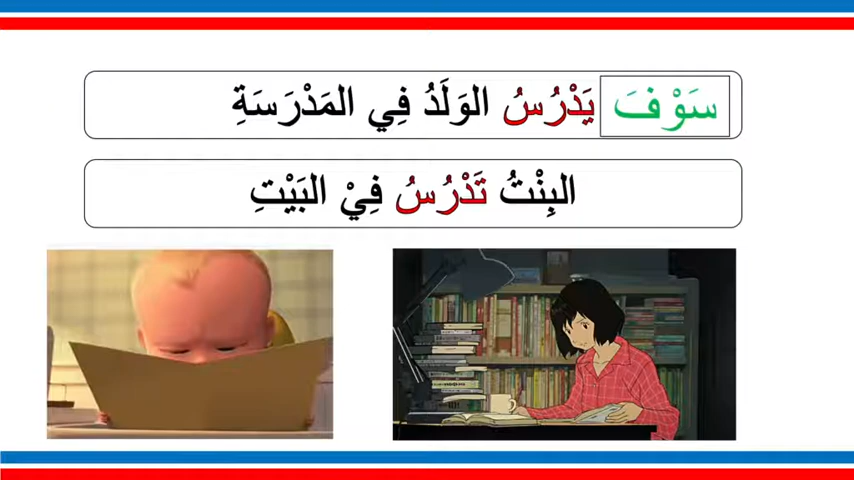 سَوْفَ يَدْرُسُ الوَلَدُ فِي المَدْرَسَةِ
البِنْتُ تَدْرُسُ فِيْ البَيْتِ